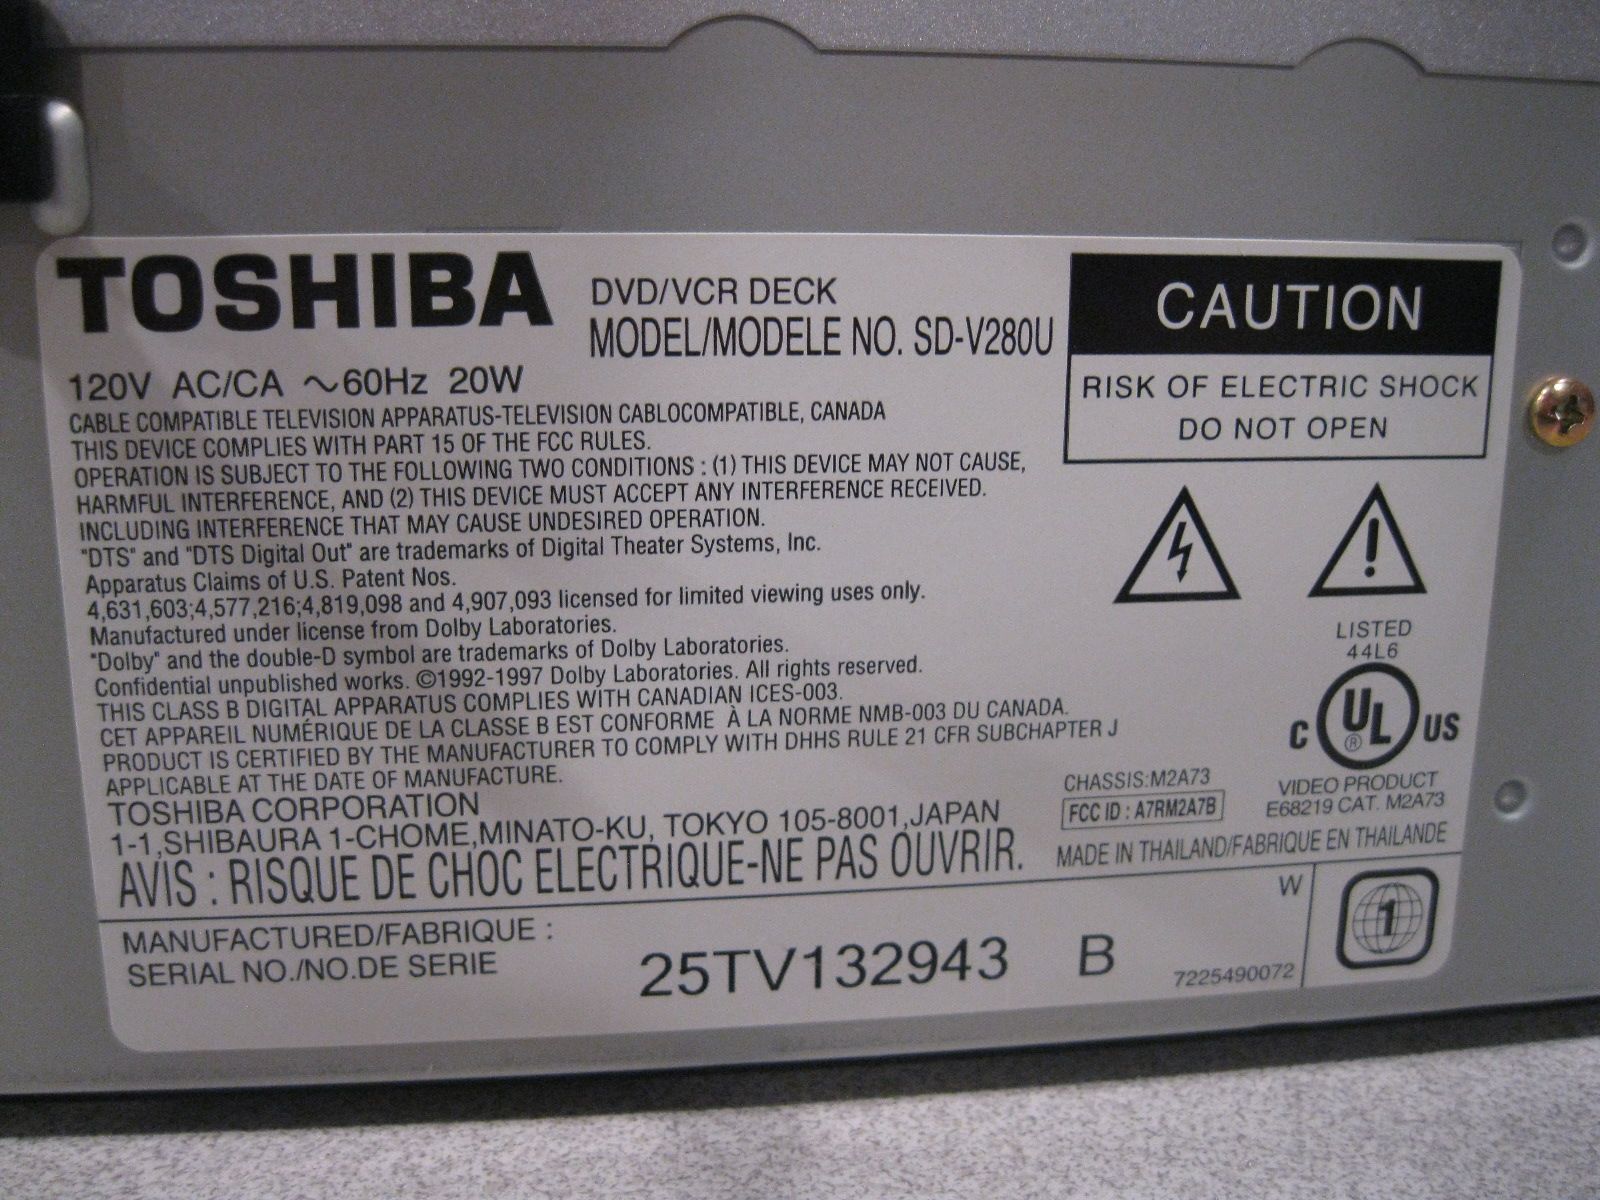 TOSHIBA
DVD/VCR DECK
MODEL/MODELE NO. SD-V280U
120V AC/CA ～60Hz 20W
CABLE COMPATIBLE TELEVISION APPARATUS-TELEVISION CABLOCOMPATIBLE, CANADA
THIS DEVICE COMPLIES WITH PART 15 OF THE FCC RULES.
OPERATION IS SUBJECT TO THE FOLLOWING TWO CONDITIONS : (1) THIS DEVICE MAY NOT CAUSE,
HARMFUL INTERFERENCE, AND (2) THIS DEVICE MUST ACCEPT ANY INTERFERENCE RECEIVED.
INCLUDING INTERFERENCE THAT MAY CAUSE UNDESIRED OPERATION.
"DTS" and "DTS Digital Out" are trademarks of Digital Theater Systems, Inc.
Apparatus Claims of U.S. Patent Nos.
4,631,603;4,577,216;4,819,098 and 4,907,093 licensed for limited viewing uses only.
Manufactured under license from Dolby Laboratories.
"Dolby" and the double-D symbol are trademarks of Dolby Laboratories.
Confidential unpublished works. ©1992-1997 Dolby Laboratories. All rights reserved.
THIS CLASS B DIGITAL APPARATUS COMPLIES WITH CANADIAN ICES-003.
CET APPAREIL NUMÉRIQUE DE LA CLASSE B EST CONFORME À LA NORME NMB-003 DU CANADA.
PRODUCT IS CERTIFIED BY THE MANUFACTURER TO COMPLY WITH DHHS RULE 21 CFR SUBCHAPTER J
APPLICABLE AT THE DATE OF MANUFACTURE.
TOSHIBA CORPORATION
1-1,SHIBAURA 1-CHOME,MINATO-KU, TOKYO 105-8001,JAPAN
AVIS : RISQUE DE CHOC ELECTRIQUE-NE PAS OUVRIR.
CAUTION
RISK OF ELECTRIC SHOCK
DO NOT OPEN
LISTED
44L6
C UL ® US
VIDEO PRODUCT
E68219 CAT. M2A73
CHASSIS:M2A73
FCC ID : A7RM2A7B
MADE IN THAILAND/FABRIQUE EN THAILANDE
MANUFACTURED/FABRIQUE :
SERIAL NO./NO.DE SERIE
25TV132943 B
W
7225490072
1